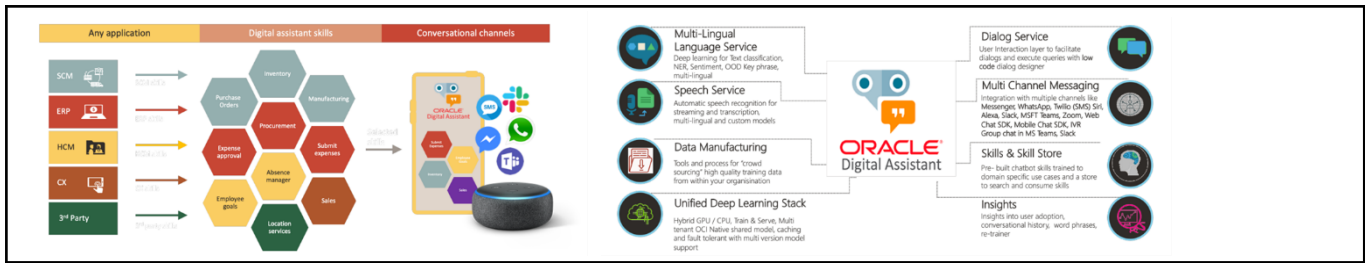 Any application
Digital assistant skills
Conversational channels
SCM
ERP
HCM
CX
3rd Party
Inventory
Purchase
Orders
Manufacturing
Procurement
Expense
approval
Submit
expenses
Absence
manager
Employee
goals
Sales
Location
services
ORACLE
Digital Assistant
SMS
Multi-Lingual
Language Service
Deep learning for Text classification,
NER, Sentiment, OOD Key phrase,
multi-lingual
Speech Service
Automatic speech recognition for
streaming and transcription,
multi-lingual and custom models
Data Manufacturing
Tools and process for "crowd
sourcing" high quality training data
from within your organisination
Unified Deep Learning Stack
Hybrid GPU / CPU, Train & Serve, Multi
tenant OCI Native shared model, caching
and fault tolerant with multi version model
support
ORACLE
Digital Assistant
Dialog Service
User Interaction layer to facilitate
dialogs and execute queries with low
code dialog designer
Multi Channel Messaging
Integration with multiple channels like
Messenger, WhatsApp, Twilio (SMS) Siri,
Alexa, Slack, MSFT Teams, Zoom, Web
Chat SDK, Mobile Chat SDK, IVR
Group chat in MS Teams, Slack
Skills & Skill Store
Pre- built chatbot skills trained to
domain specific use cases and a store
to search and consume skills
Insights
Insights into user adoption,
conversational history, word phrases,
re-trainer